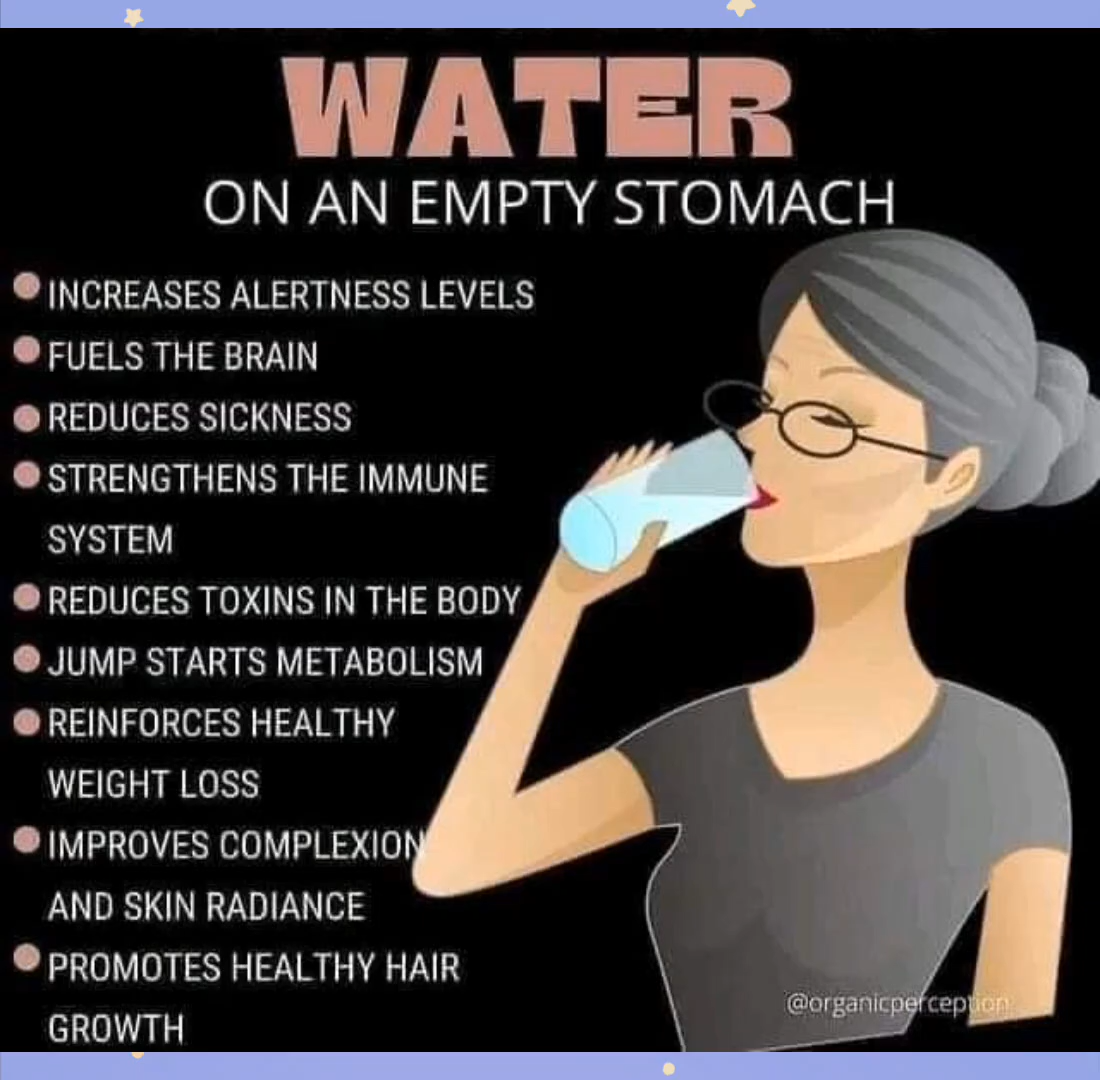 WATER
ON AN EMPTY STOMACH
INCREASES ALERTNESS LEVELS
FUELS THE BRAIN
REDUCES SICKNESS
STRENGTHENS THE IMMUNE
SYSTEM
REDUCES TOXINS IN THE BODY
JUMP STARTS METABOLISM
REINFORCES HEALTHY
WEIGHT LOSS
IMPROVES COMPLEXION
AND SKIN RADIANCE
PROMOTES HEALTHY HAIR
GROWTH
@organicperception